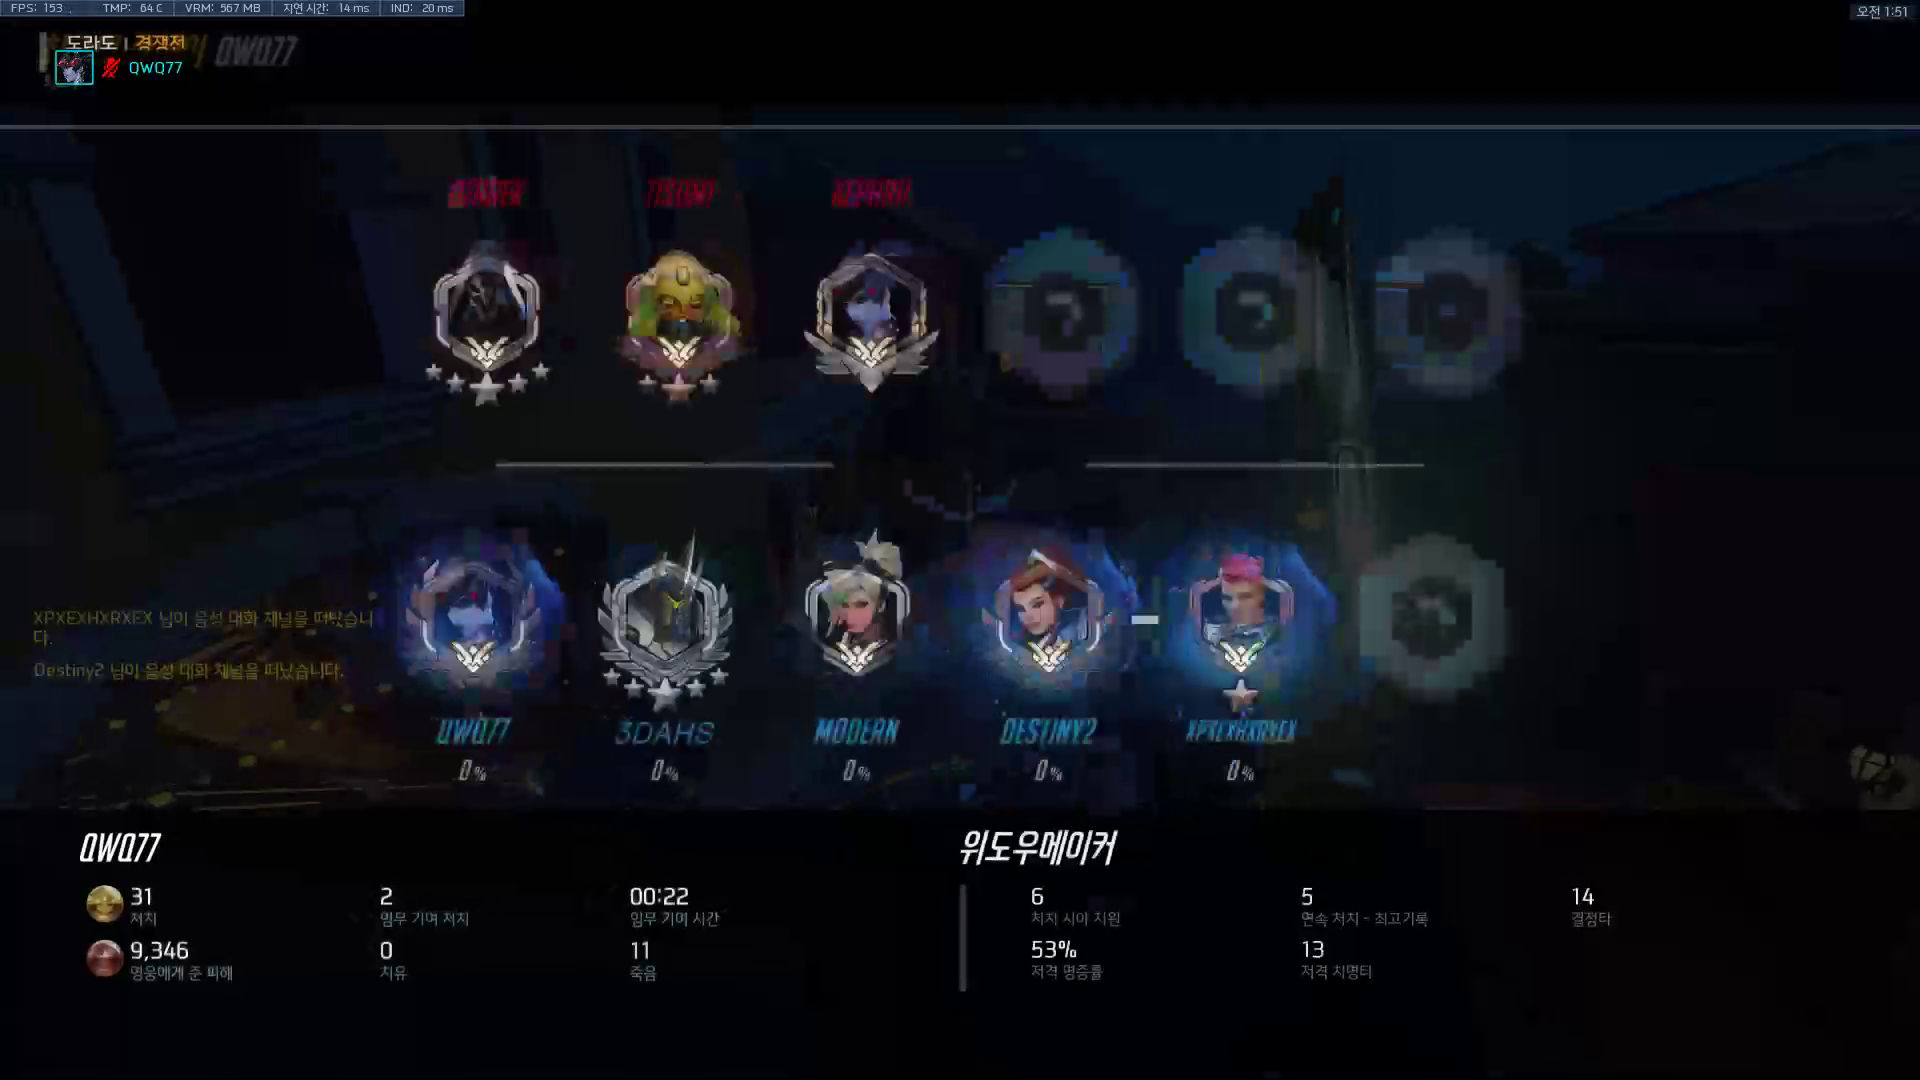 FPS: 153 TMP: 64 C VRM: 567 MB 지연 시간: 14 ms IND: 20 ms
오전 1:51
도라도 | 경쟁전
QWQ77
QWQ77
XPXEXHXRXEX 님이 음성 대화 채널을 떠났습니
다.
Destiny2 님이 음성 대화 채널을 떠났습니다.
QWQ77 3DAHS MODERN DESTINY2 XPXEXHXRXEX
0% 0% 0% 0% 0%
QWQ77 위도우메이커
31 2 00:22 6 5 14
처치 임무 기여 처치 임무 기여 시간 처치 시야 지원 연속 처치 - 최고기록 결정타
9,346 0 11 53% 13
영웅에게 준 피해 치유 죽음 저격 명중률 저격 치명타